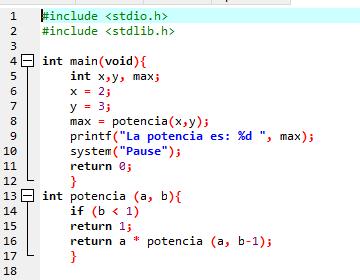 1 #include <stdio.h>
2 #include <stdlib.h>
3
4 int main(void){
5 int x,y, max;
6 x = 2;
7 y = 3;
8 max = potencia(x,y);
9 printf("La potencia es: %d ", max);
10 system("Pause");
11 return 0;
12 }
13 int potencia (a, b){
14 if (b < 1)
15 return 1;
16 return a * potencia (a, b-1);
17 }
18